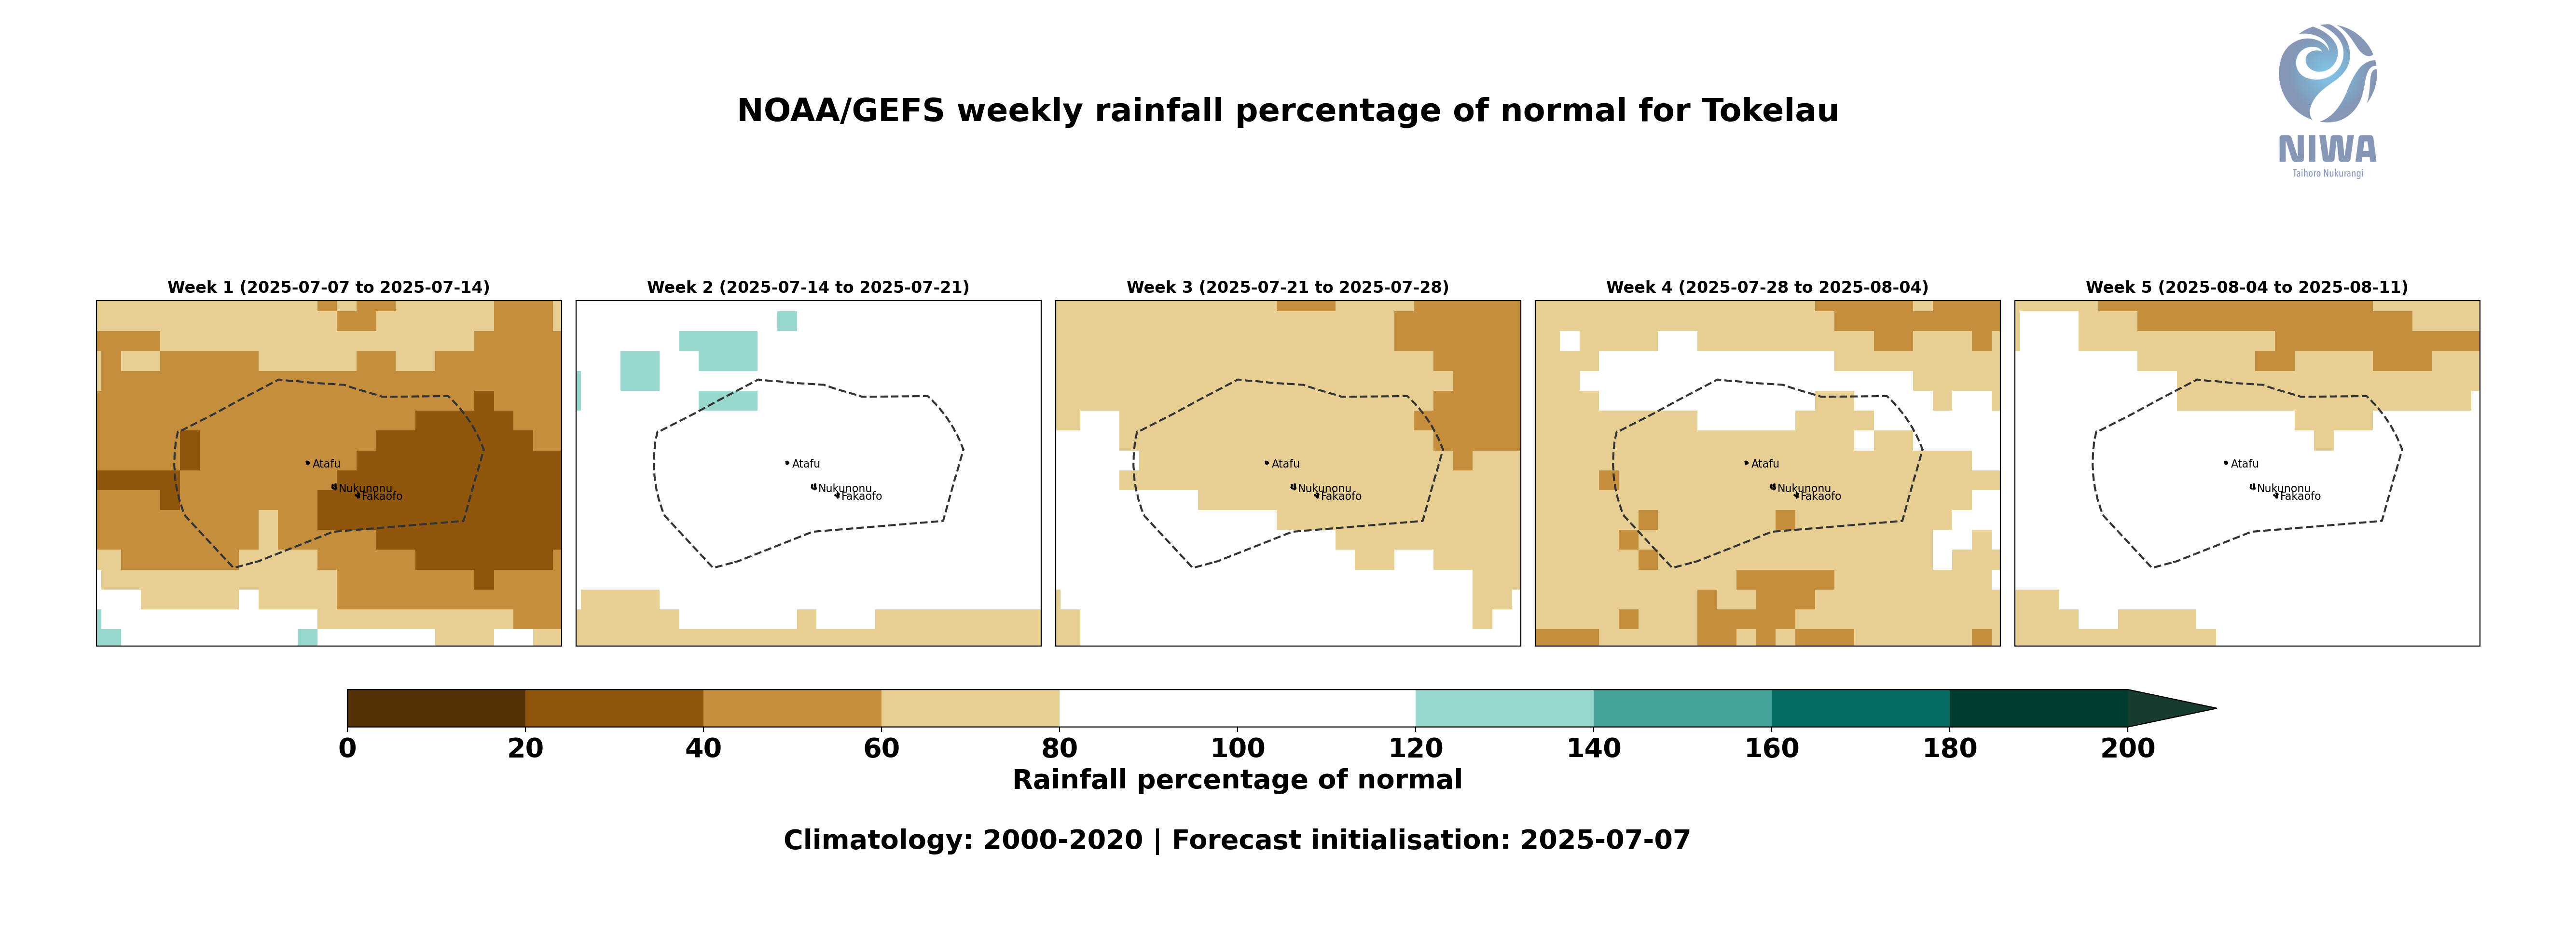 NOAA/GEFS weekly rainfall percentage of normal for Tokelau
NIWA
Taihoro Nukurangi
Week 1 (2025-07-07 to 2025-07-14)
Week 2 (2025-07-14 to 2025-07-21)
Week 3 (2025-07-21 to 2025-07-28)
Week 4 (2025-07-28 to 2025-08-04)
Week 5 (2025-08-04 to 2025-08-11)
Atafu
Nukunonu
Fakaofo
Atafu
Nukunonu
Fakaofo
Atafu
Nukunonu
Fakaofo
Atafu
Nukunonu
Fakaofo
Atafu
Nukunonu
Fakaofo
0 20 40 60 80 100 120 140 160 180 200
Rainfall percentage of normal
Climatology: 2000-2020 | Forecast initialisation: 2025-07-07